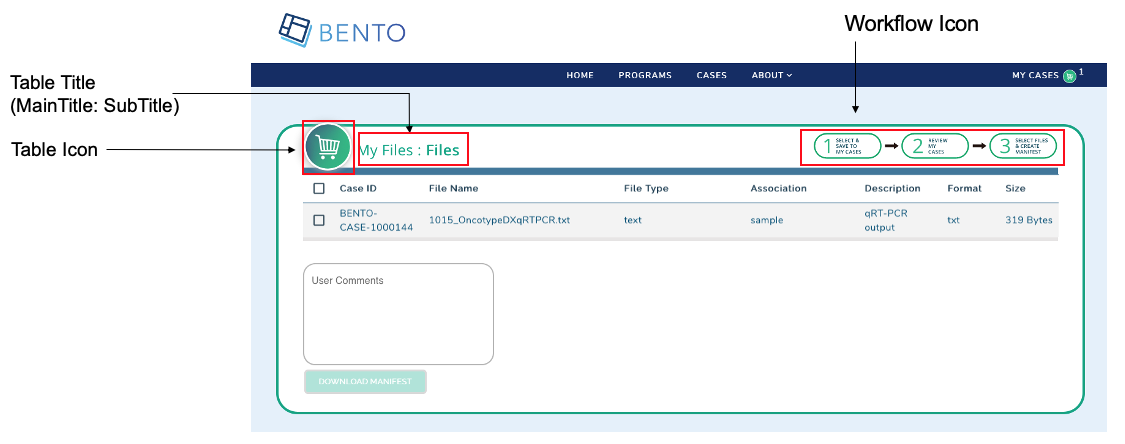 Workflow Icon
BENTO
Table Title
(MainTitle: SubTitle)
HOME PROGRAMS CASES ABOUT MY CASES 1
Table Icon
My Files : Files
1 SELECT &
SAVE TO
MY CASES
2 REVIEW
MY
CASES
3 SELECT FILES
& CREATE
MANIFEST
Case ID File Name File Type Association Description Format Size
BENTO-
CASE-1000144 1015_OncotypeDXqRTPCR.txt text sample qRT-PCR
output txt 319 Bytes
User Comments
DOWNLOAD MANIFEST